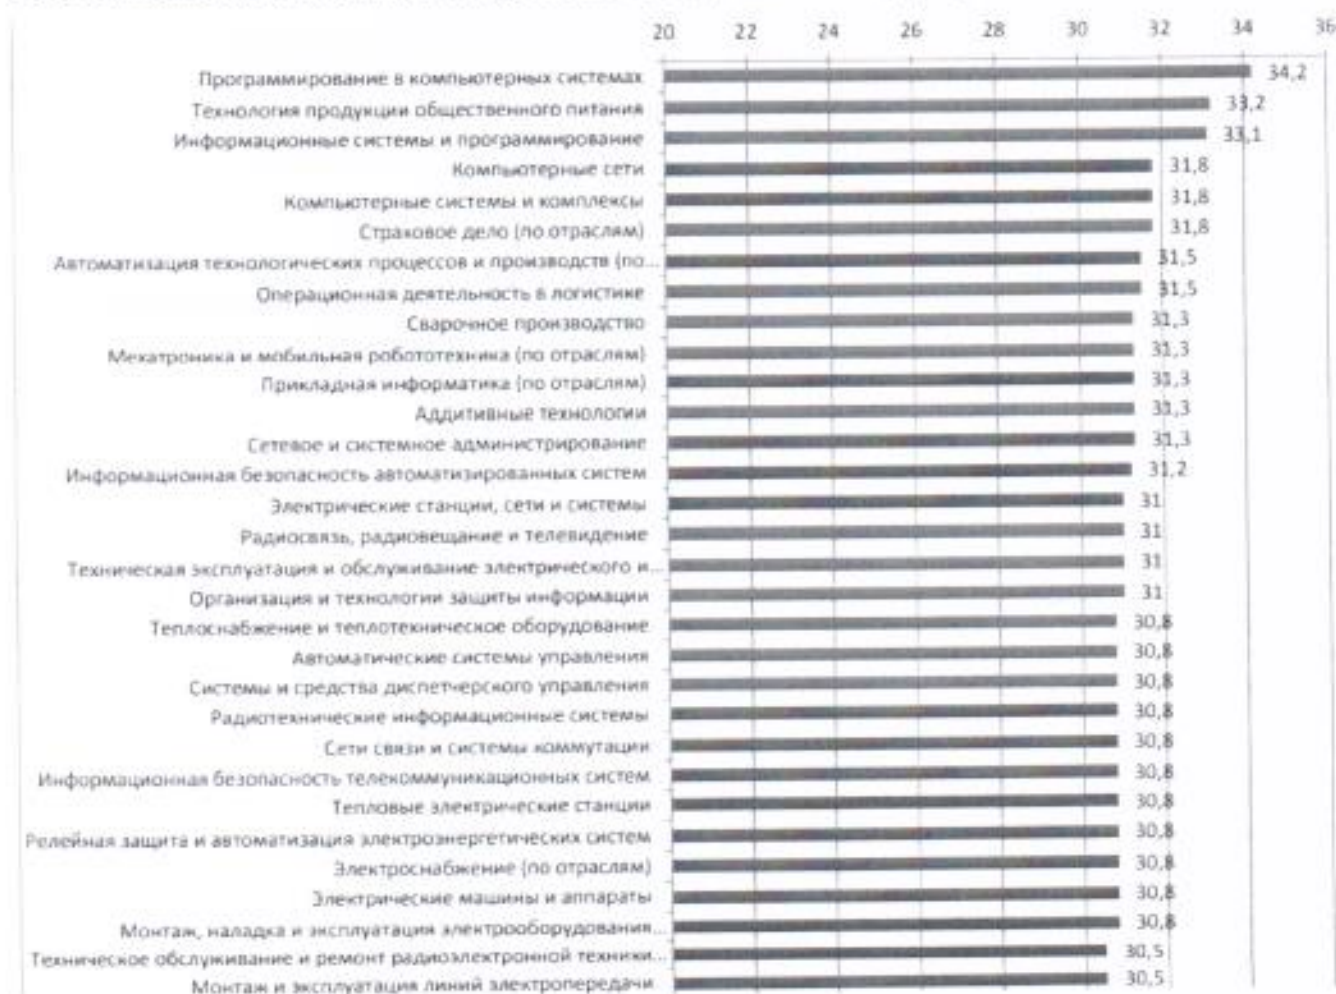 20 22 24 26 28 30 32 34 36
Программирование в компьютерных системах 34,2
Технология продукции общественного питания 33,2
Информационные системы и программирование 33,1
Компьютерные сети 31,8
Компьютерные системы и комплексы 31,8
Страховое дело (по отраслям) 31,8
Автоматизация технологических процессов и производств (по... 31,5
Операционная деятельность в логистике 31,5
Сварочное производство 31,3
Мехатроника и мобильная робототехника (по отраслям) 31,3
Прикладная информатика (по отраслям) 31,3
Аддитивные технологии 31,3
Сетевое и системное администрирование 31,3
Информационная безопасность автоматизированных систем 31,2
Электрические станции, сети и системы 31
Радиосвязь, радиовещание и телевидение 31
Техническая эксплуатация и обслуживание электрического и... 31
Организация и технологии защиты информации 31
Теплоснабжение и теплотехническое оборудование 30,8
Автоматические системы управления 30,8
Системы и средства диспетчерского управления 30,8
Радиотехнические информационные системы 30,8
Сети связи и системы коммутации 30,8
Информационная безопасность телекоммуникационных систем 30,8
Тепловые электрические станции 30,8
Релейная защита и автоматизация электроэнергетических систем 30,8
Электроснабжение (по отраслям) 30,8
Электрические машины и аппараты 30,8
Монтаж, наладка и эксплуатация электрооборудования... 30,8
Техническое обслуживание и ремонт радиоэлектронной техники... 30,5
Монтаж и эксплуатация линий электропередачи 30,5